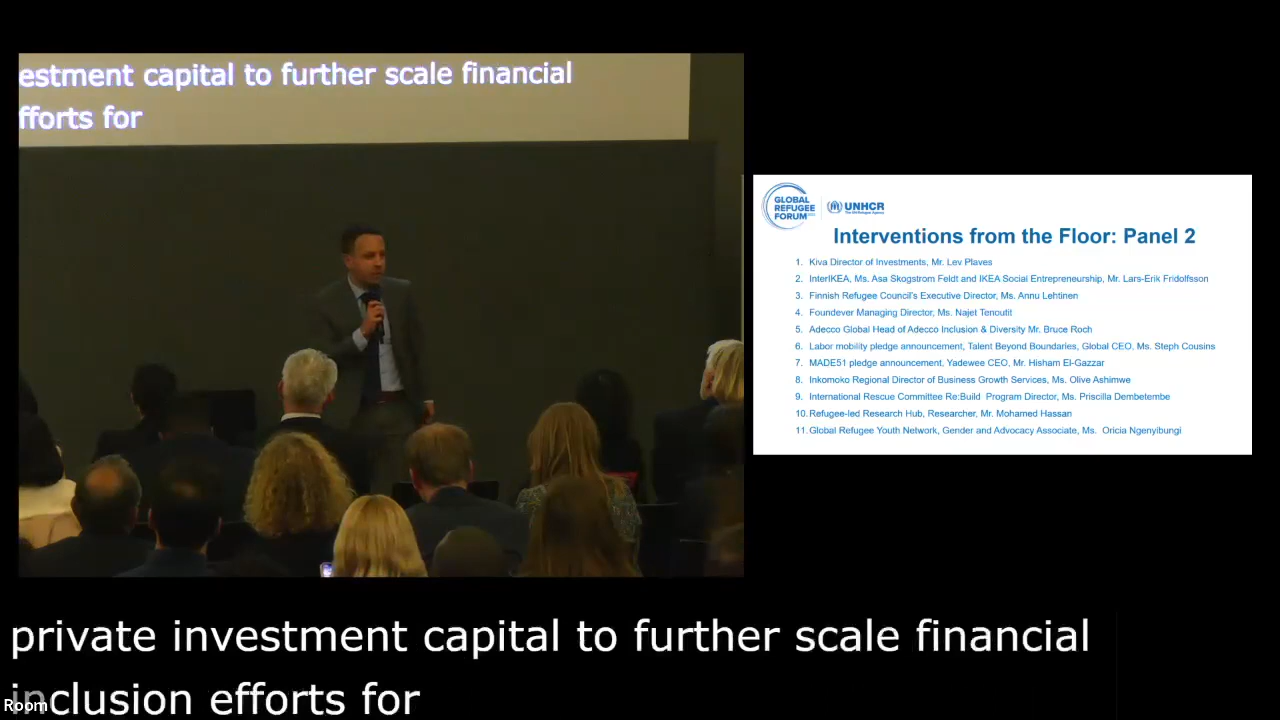 estment capital to further scale financial
fforts for
GLOBAL
REFUGEE
FORUM
UNHCR
The UN Refugee Agency
Interventions from the Floor: Panel 2
1. Kiva Director of Investments, Mr. Lev Plaves
2. InterIKEA, Ms. Asa Skogstrom Feldt and IKEA Social Entrepreneurship, Mr. Lars-Erik Fridolfsson
3. Finnish Refugee Council's Executive Director, Ms. Annu Lehtinen
4. Foundever Managing Director, Ms. Najet Tenoutit
5. Adecco Global Head of Adecco Inclusion & Diversity Mr. Bruce Roch
6. Labor mobility pledge announcement, Talent Beyond Boundaries, Global CEO, Ms. Steph Cousins
7. MADE51 pledge announcement, Yadewee CEO, Mr. Hisham El-Gazzar
8. Inkomoko Regional Director of Business Growth Services, Ms. Olive Ashimwe
9. International Rescue Committee Re:Build Program Director, Ms. Priscilla Dembetembe
10. Refugee-led Research Hub, Researcher, Mr. Mohamed Hassan
11. Global Refugee Youth Network, Gender and Advocacy Associate, Ms. Oricia Ngenyibungi
private investment capital to further scale financial
inclusion efforts for
Room